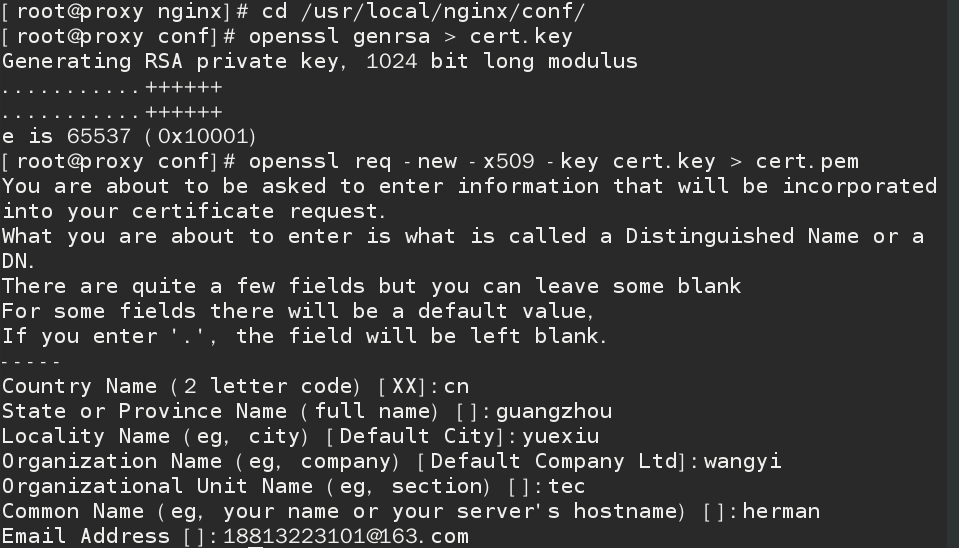 [root@proxy nginx]# cd /usr/local/nginx/conf/
[root@proxy conf]# openssl genrsa > cert.key
Generating RSA private key, 1024 bit long modulus
...........++++++
...........++++++
e is 65537 (0x10001)
[root@proxy conf]# openssl req -new -x509 -key cert.key > cert.pem
You are about to be asked to enter information that will be incorporated
into your certificate request.
What you are about to enter is what is called a Distinguished Name or a
DN.
There are quite a few fields but you can leave some blank
For some fields there will be a default value,
If you enter '.', the field will be left blank.
-----
Country Name (2 letter code) [XX]:cn
State or Province Name (full name) []:guangzhou
Locality Name (eg, city) [Default City]:yuexiu
Organization Name (eg, company) [Default Company Ltd]:wangyi
Organizational Unit Name (eg, section) []:tec
Common Name (eg, your name or your server's hostname) []:herman
Email Address []:18813223101@163.com